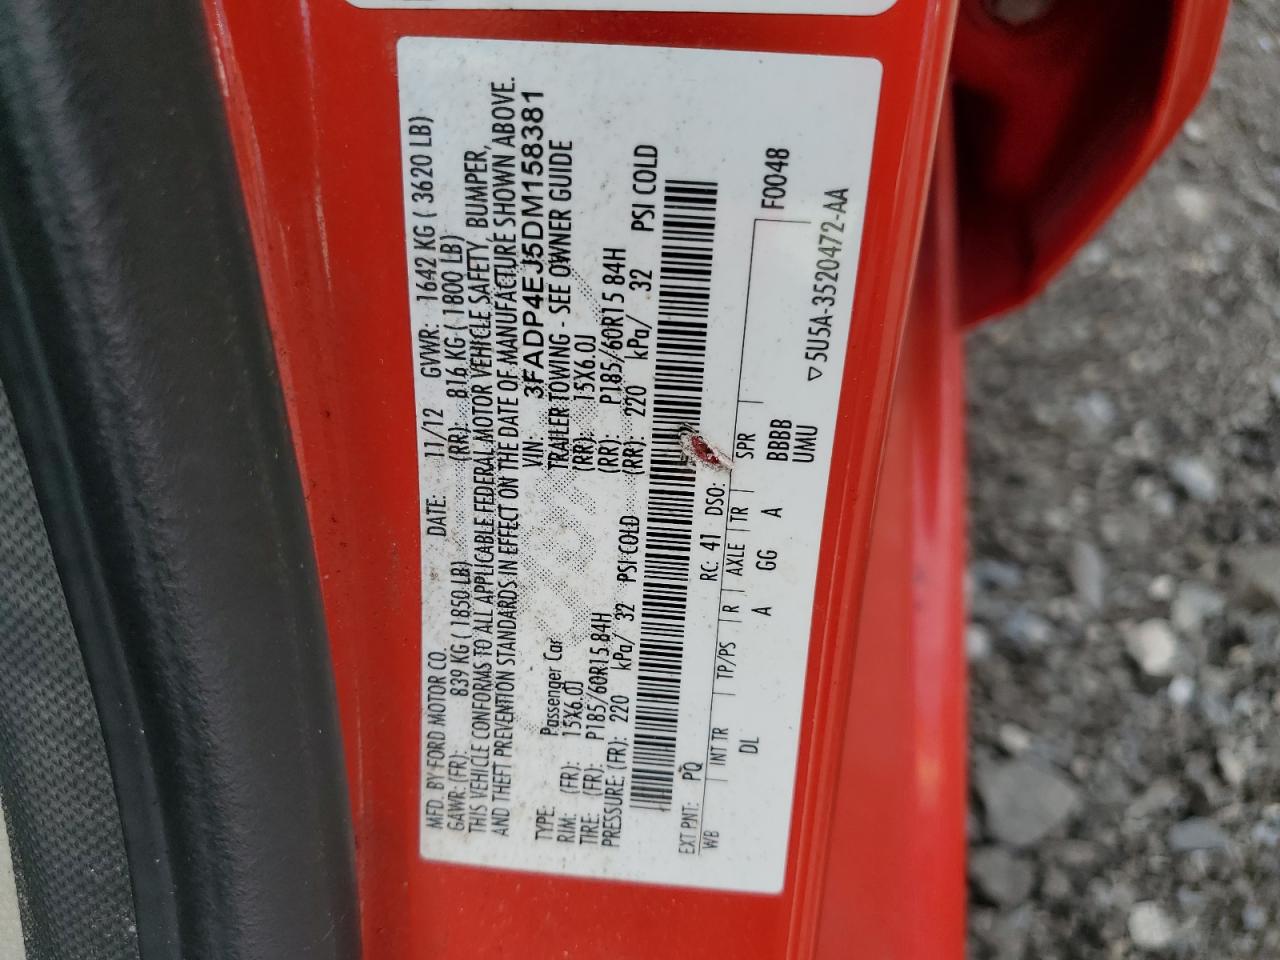 MFD. BY FORD MOTOR CO. DATE: 11/12 GVWR: 1642 KG ( 3620 LB)
GAWR: (FR): 839 KG ( 1850 LB) (RR): 816 KG ( 1800 LB)
THIS VEHICLE CONFORMS TO ALL APPLICABLE FEDERAL MOTOR VEHICLE SAFETY, BUMPER,
AND THEFT PREVENTION STANDARDS IN EFFECT ON THE DATE OF MANUFACTURE SHOWN ABOVE.
VIN: 3FADP4EJ5DM158381
TYPE: Passenger Car TRAILER TOWING - SEE OWNER GUIDE
RIM: (FR): 15X6.0J (RR): 15X6.0J
TIRE: (FR): P185/60R15 84H (RR): P185/60R15 84H
PRESSURE: (FR): 220 kPa/ 32 PSI COLD (RR): 220 kPa/ 32 PSI COLD
EXT PNT: PQ RC: 41 DSO: F0048
WB INT TR TP/PS R AXLE TR SPR
DL A GG A BBBB
UMU
▽5U5A-3520472-AA